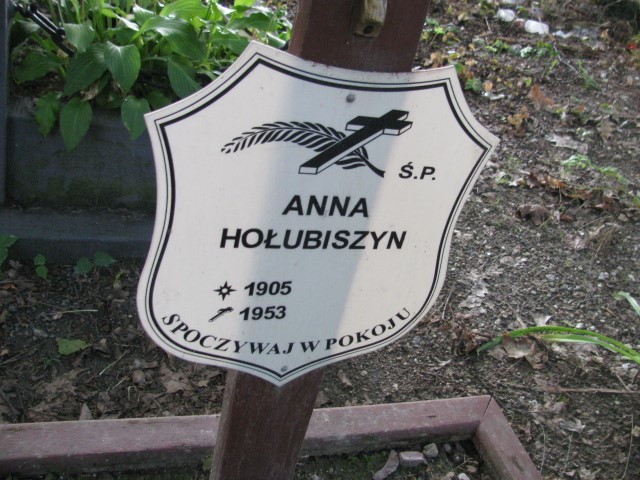 Ś.P.
ANNA
HOŁUBISZYN
1905
1953
SPOCZYWAJ W POKOJU